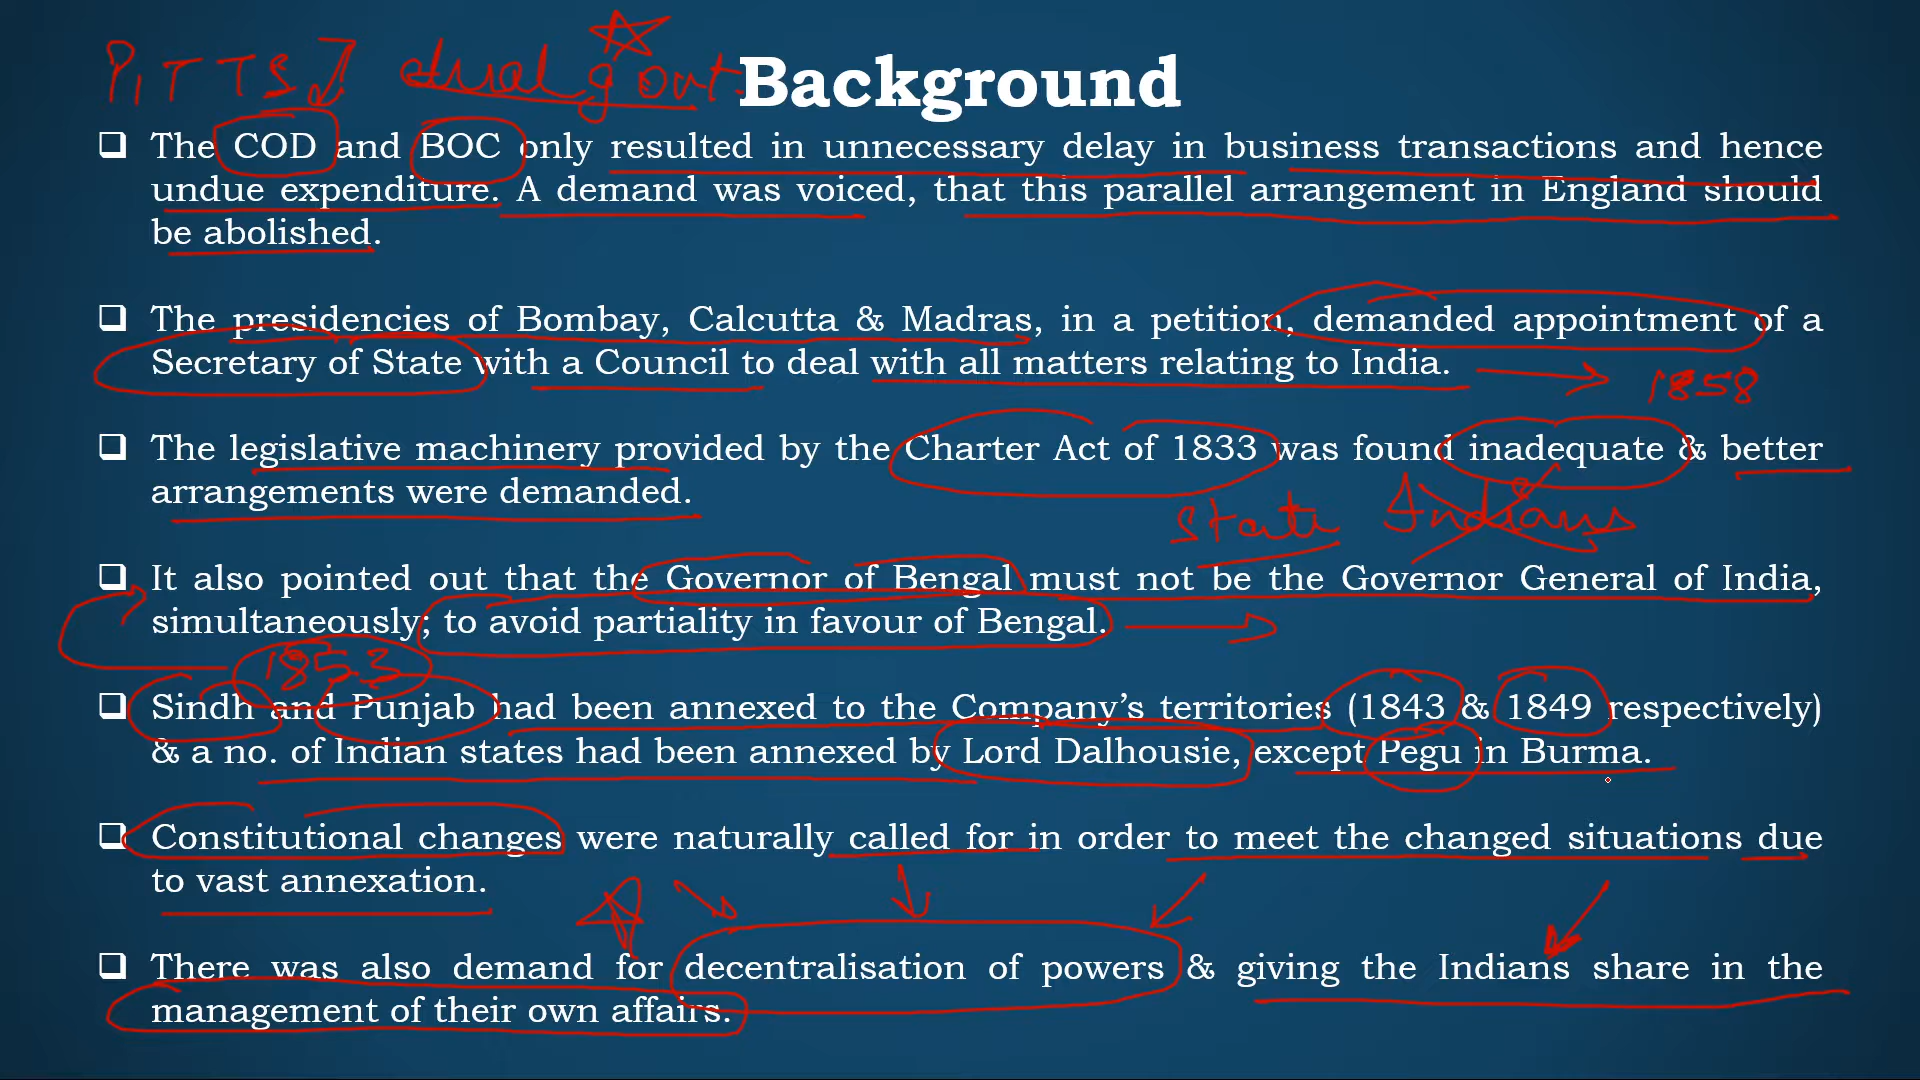 PITTS dual govt.
Background
❑ The COD and BOC only resulted in unnecessary delay in business transactions and hence
undue expenditure. A demand was voiced, that this parallel arrangement in England should
be abolished.
❑ The presidencies of Bombay, Calcutta & Madras, in a petition, demanded appointment of a
Secretary of State with a Council to deal with all matters relating to India.
1858
❑ The legislative machinery provided by the Charter Act of 1833 was found inadequate & better
arrangements were demanded.
State Indians
❑ It also pointed out that the Governor of Bengal must not be the Governor General of India,
simultaneously; to avoid partiality in favour of Bengal.
1853
❑ Sindh and Punjab had been annexed to the Company’s territories (1843 & 1849 respectively)
& a no. of Indian states had been annexed by Lord Dalhousie, except Pegu in Burma.
❑ Constitutional changes were naturally called for in order to meet the changed situations due
to vast annexation.
❑ There was also demand for decentralisation of powers & giving the Indians share in the
management of their own affairs.